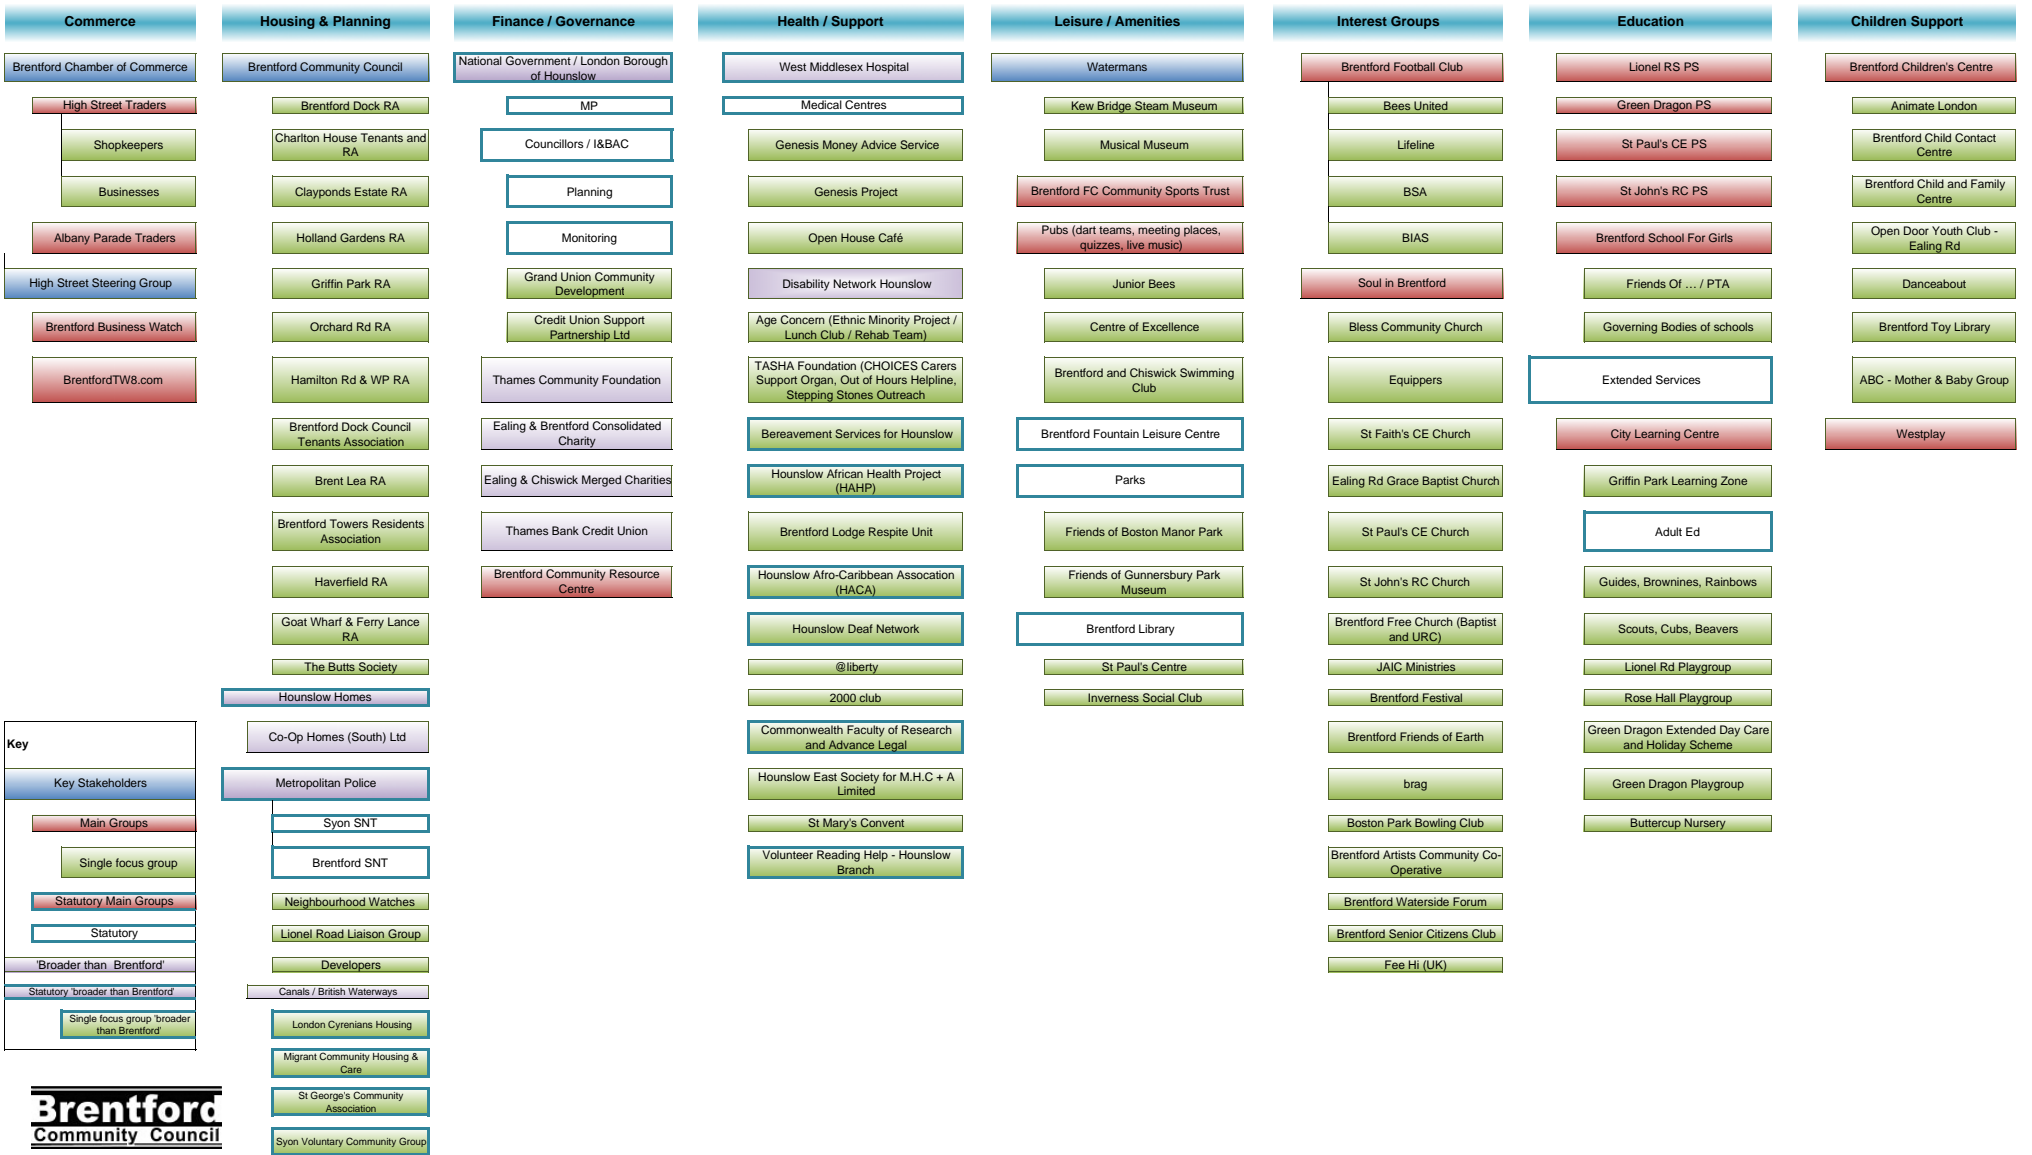 Commerce
Brentford Chamber of Commerce
High Street Traders
Shopkeepers
Businesses
Albany Parade Traders
High Street Steering Group
Brentford Business Watch
BrentfordTW8.com
Key
Key Stakeholders
Main Groups
Single focus group
Statutory Main Groups
Statutory
'Broader than  Brentford'
Statutory 'broader than Brentford'
Single focus group 'broader
than Brentford'
Brentford
Community Council
Housing & Planning
Brentford Community Council
Brentford Dock RA
Charlton House Tenants and
RA
Clayponds Estate RA
Holland Gardens RA
Griffin Park RA
Orchard Rd RA
Hamilton Rd & WP RA
Brentford Dock Council
Tenants Association
Brent Lea RA
Brentford Towers Residents
Association
Haverfield RA
Goat Wharf & Ferry Lance
RA
The Butts Society
Hounslow Homes
Co-Op Homes (South) Ltd
Metropolitan Police
Syon SNT
Brentford SNT
Neighbourhood Watches
Lionel Road Liaison Group
Developers
Canals / British Waterways
London Cyrenians Housing
Migrant Community Housing &
Care
St George's Community
Association
Syon Voluntary Community Group
Finance / Governance
National Government / London Borough
of Hounslow
MP
Councillors / I&BAC
Planning
Monitoring
Grand Union Community
Development
Credit Union Support
Partnership Ltd
Thames Community Foundation
Ealing & Brentford Consolidated
Charity
Ealing & Chiswick Merged Charities
Thames Bank Credit Union
Brentford Community Resource
Centre
Health / Support
West Middlesex Hospital
Medical Centres
Genesis Money Advice Service
Genesis Project
Open House Café
Disability Network Hounslow
Age Concern (Ethnic Minority Project /
Lunch Club / Rehab Team)
TASHA Foundation (CHOICES Carers
Support Organ, Out of Hours Helpline,
Stepping Stones Outreach
Bereavement Services for Hounslow
Hounslow African Health Project
(HAHP)
Brentford Lodge Respite Unit
Hounslow Afro-Caribbean Assocation
(HACA)
Hounslow Deaf Network
@liberty
2000 club
Commonwealth Faculty of Research
and Advance Legal
Hounslow East Society for M.H.C + A
Limited
St Mary's Convent
Volunteer Reading Help - Hounslow
Branch
Leisure / Amenities
Watermans
Kew Bridge Steam Museum
Musical Museum
Brentford FC Community Sports Trust
Pubs (dart teams, meeting places,
quizzes, live music)
Junior Bees
Centre of Excellence
Brentford and Chiswick Swimming
Club
Brentford Fountain Leisure Centre
Parks
Friends of Boston Manor Park
Friends of Gunnersbury Park
Museum
Brentford Library
St Paul's Centre
Inverness Social Club
Interest Groups
Brentford Football Club
Bees United
Lifeline
BSA
BIAS
Soul in Brentford
Bless Community Church
Equippers
St Faith's CE Church
Ealing Rd Grace Baptist Church
St Paul's CE Church
St John's RC Church
Brentford Free Church (Baptist
and URC)
JAIC Ministries
Brentford Festival
Brentford Friends of Earth
brag
Boston Park Bowling Club
Brentford Artists Community Co-
Operative
Brentford Waterside Forum
Brentford Senior Citizens Club
Fee Hi (UK)
Education
Lionel RS PS
Green Dragon PS
St Paul's CE PS
St John's RC PS
Brentford School For Girls
Friends Of … / PTA
Governing Bodies of schools
Extended Services
City Learning Centre
Griffin Park Learning Zone
Adult Ed
Guides, Brownines, Rainbows
Scouts, Cubs, Beavers
Lionel Rd Playgroup
Rose Hall Playgroup
Green Dragon Extended Day Care
and Holiday Scheme
Green Dragon Playgroup
Buttercup Nursery
Children Support
Brentford Children's Centre
Animate London
Brentford Child Contact
Centre
Brentford Child and Family
Centre
Open Door Youth Club -
Ealing Rd
Danceabout
Brentford Toy Library
ABC - Mother & Baby Group
Westplay